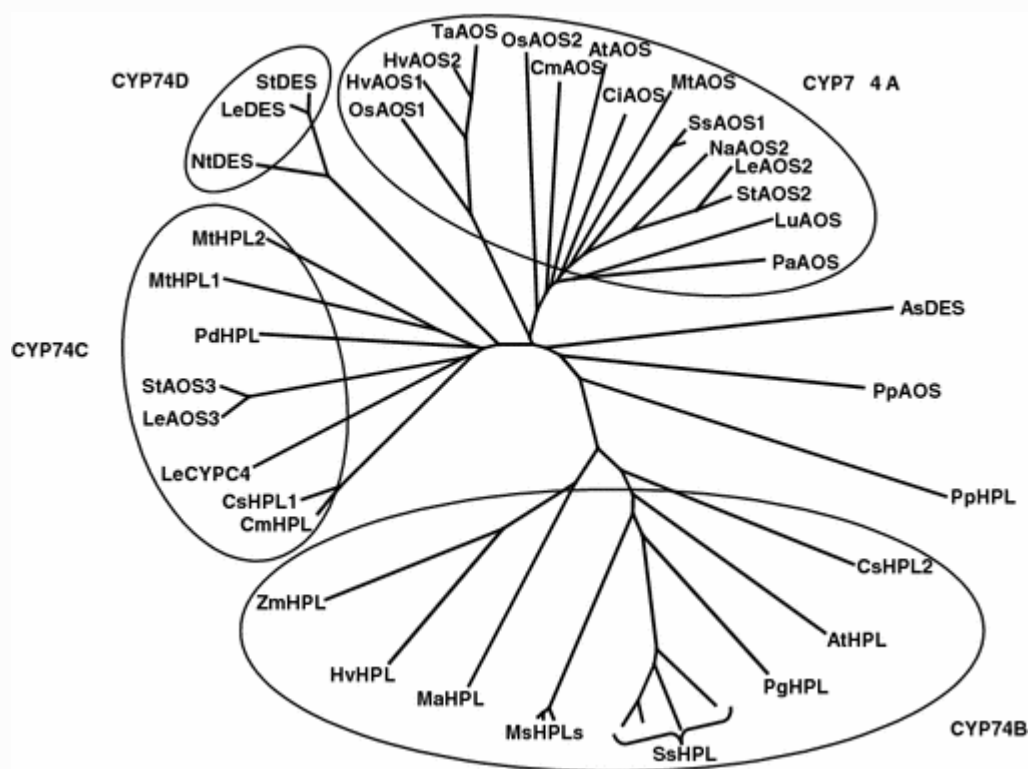 TaAOS
OsAOS2
AtAOS
HvAOS2
CmAOS
HvAOS1
CiAOS
MtAOS
OsAOS1
CYP7 4 A
CYP74D
StDES
LeDES
NtDES
SsAOS1
NaAOS2
LeAOS2
StAOS2
LuAOS
PaAOS
MtHPL2
MtHPL1
PdHPL
CYP74C
StAOS3
LeAOS3
LeCYPC4
CsHPL1
CmHPL
AsDES
PpAOS
PpHPL
CsHPL2
ZmHPL
AtHPL
HvHPL
PgHPL
MaHPL
MsHPLs
SsHPL
CYP74B